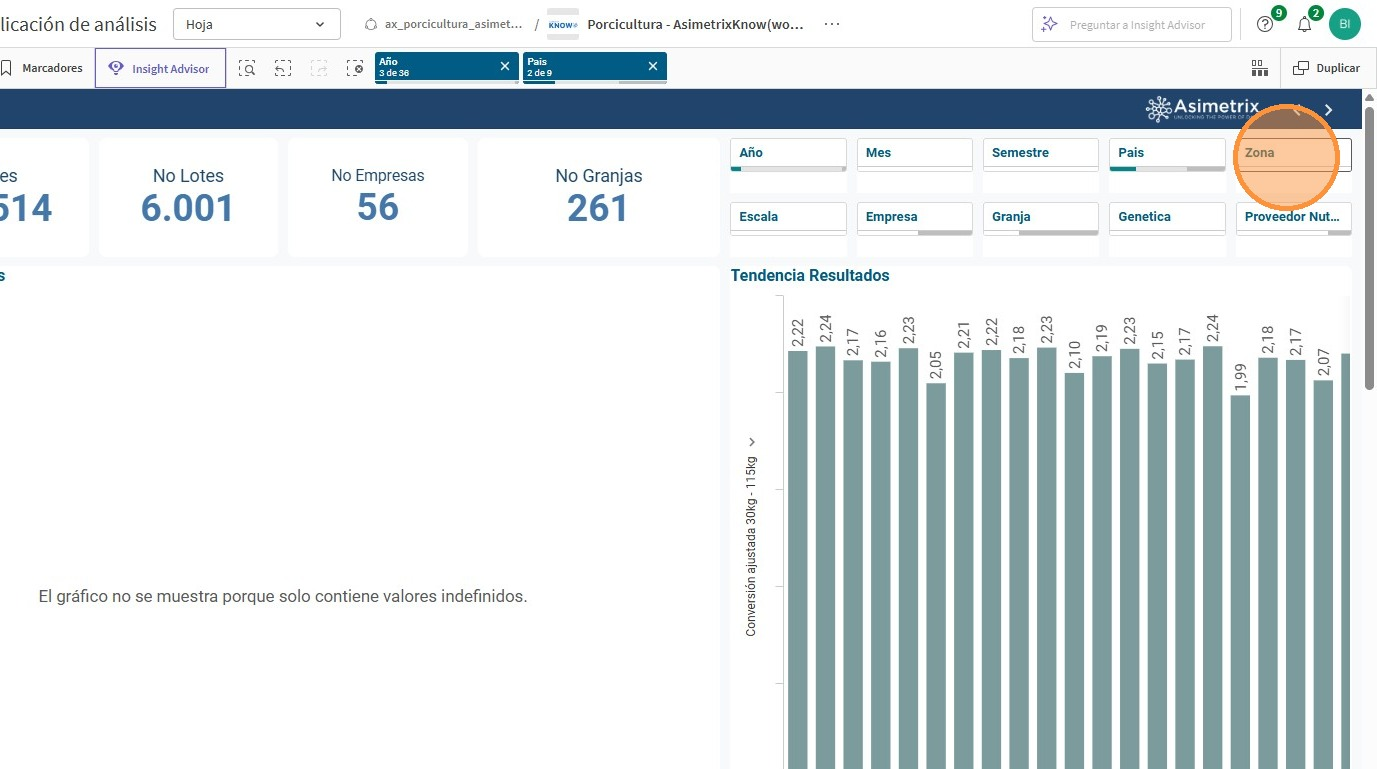 licación de análisis
Hoja
ax_porcicultura_asimet...
/
KNOW
Porcicultura - AsimetrixKnow(wo...
...
Preguntar a Insight Advisor
9
2
BI
Marcadores
Insight Advisor
Año
3 de 36
Pais
2 de 9
Duplicar
Asimetrix
UNLOCKING THE POWER OF
es
514
No Lotes
6.001
No Empresas
56
No Granjas
261
Año
Mes
Semestre
Pais
Zona
Escala
Empresa
Granja
Genetica
Proveedor Nut...
s
Tendencia Resultados
2,22
2,24
2,17
2,16
2,23
2,05
2,21
2,22
2,18
2,23
2,10
2,19
2,23
2,15
2,17
2,24
1,99
2,18
2,17
2,07
Conversión ajustada 30kg - 115kg
El gráfico no se muestra porque solo contiene valores indefinidos.